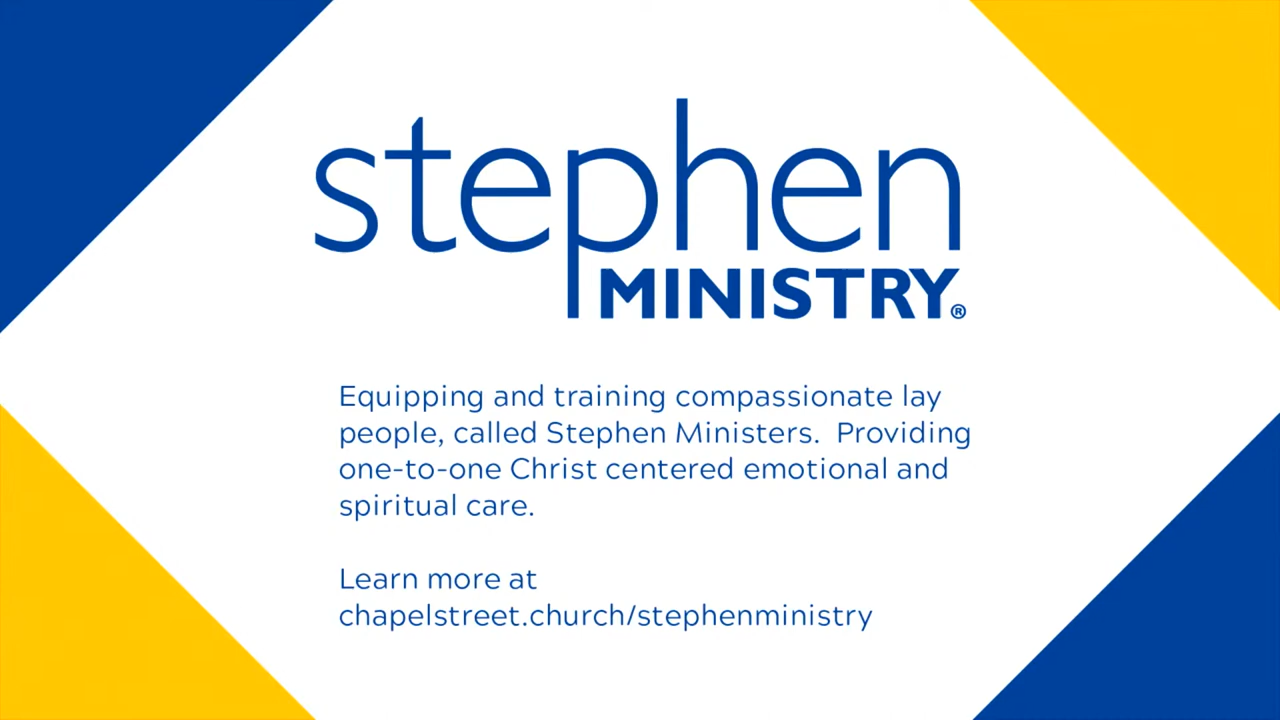 stephen
MINISTRY®
Equipping and training compassionate lay
people, called Stephen Ministers.  Providing
one-to-one Christ centered emotional and
spiritual care.
Learn more at
chapelstreet.church/stephenministry